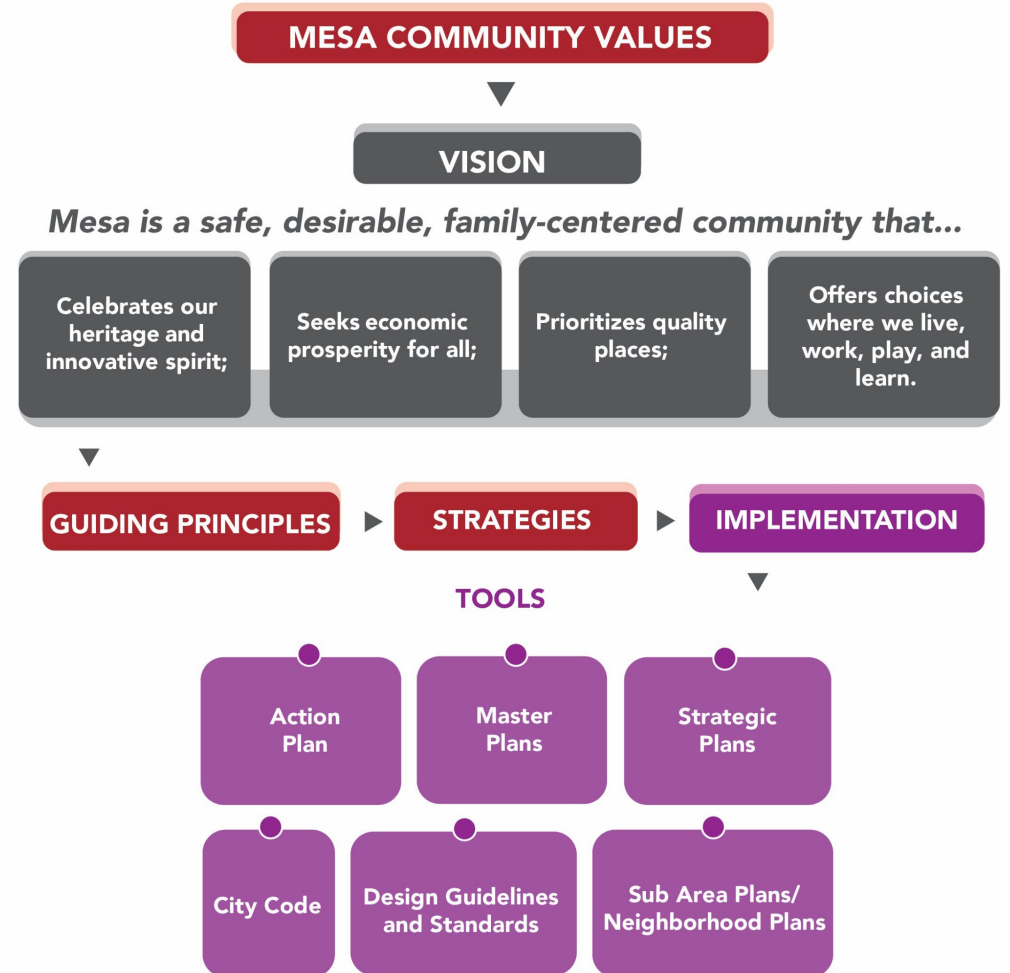 MESA COMMUNITY VALUES
VISION
Mesa is a safe, desirable, family-centered community that...
Celebrates our
heritage and
innovative spirit;
Seeks economic
prosperity for all;
Prioritizes quality
places;
Offers choices
where we live,
work, play, and
learn.
GUIDING PRINCIPLES
STRATEGIES
IMPLEMENTATION
TOOLS
Action
Plan
Master
Plans
Strategic
Plans
City Code
Design Guidelines
and Standards
Sub Area Plans/
Neighborhood Plans